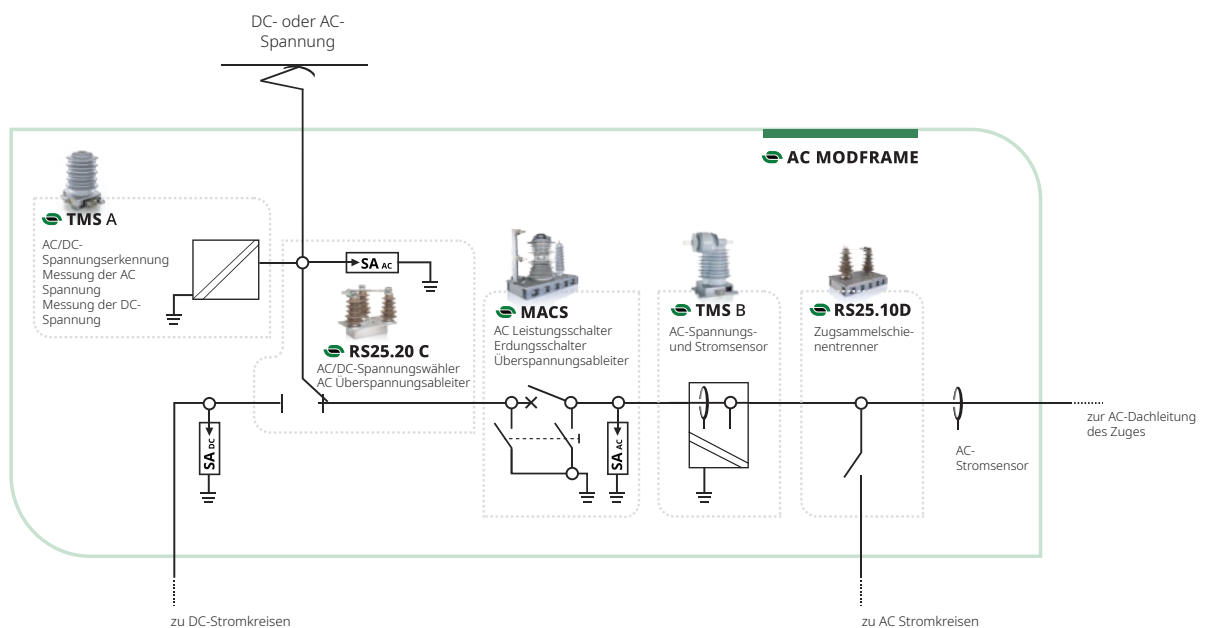 DC- oder AC-
Spannung
AC MODFRAME
TMS A
AC/DC-
Spannungserkennung
Messung der AC
Spannung
Messung der DC-
Spannung
SA AC
RS25.20 C
AC/DC-Spannungswähler
AC Überspannungsableiter
MACS
AC Leistungsschalter
Erdungsschalter
Überspannungsableiter
TMS B
AC-Spannungs-
und Stromsensor
RS25.10D
Zugsammelschie-
nentrenner
SA DC
SA AC
AC-
Stromsensor
zur AC-Dachleitung
des Zuges
zu DC-Stromkreisen
zu AC Stromkreisen